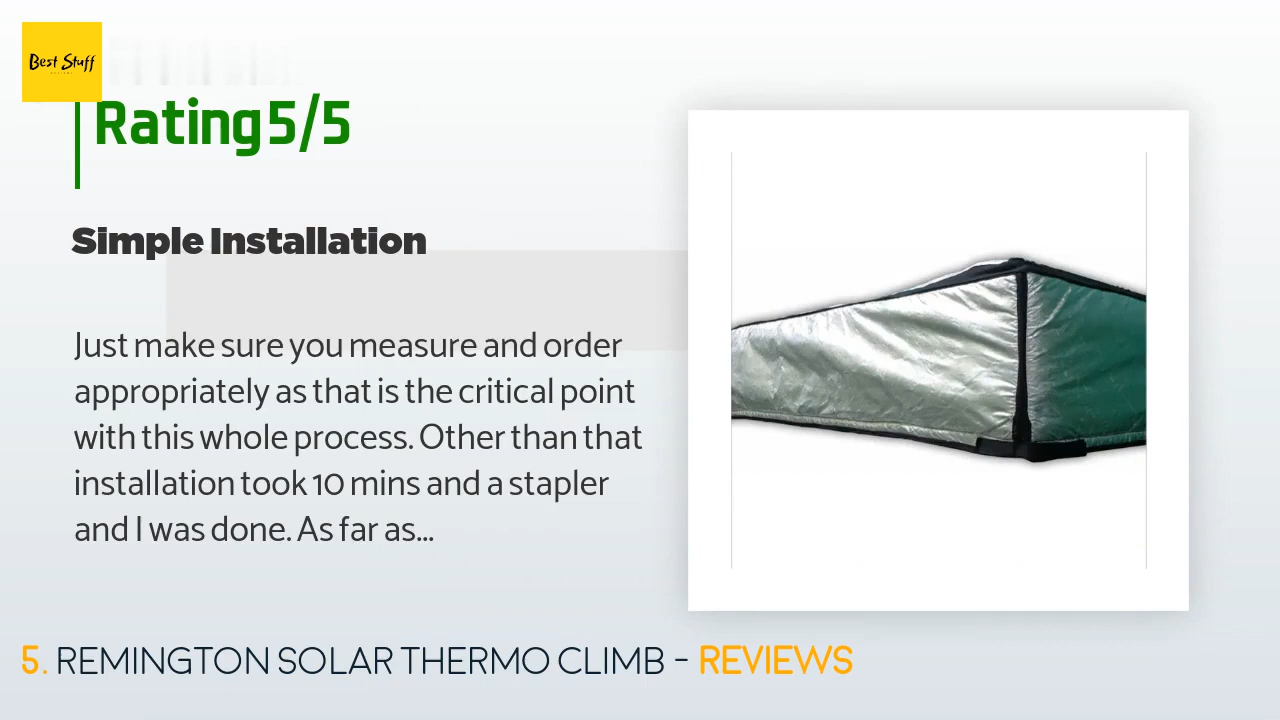 Best Stuff
Rating 5/5
Simple Installation
Just make sure you measure and order
appropriately as that is the critical point
with this whole process. Other than that
installation took 10 mins and a stapler
and I was done. As far as...
5. REMINGTON SOLAR THERMO CLIMB - REVIEWS